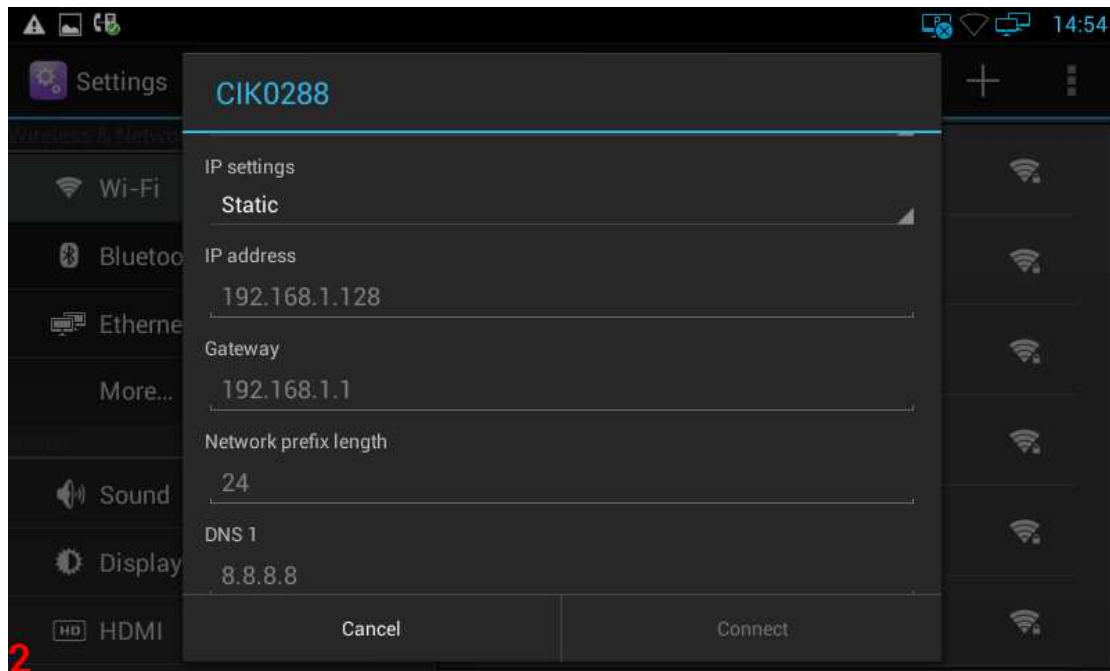 14:54
Settings
CIK0288
Wireless & Networ
IP settings
Wi-Fi
Static
Bluetoo
IP address
192.168.1.128
Etherne
Gateway
More...
192.168.1.1
Network prefix length
24
Sound
DNS 1
Display
8.8.8.8
HD HDMI
Cancel
Connect
2